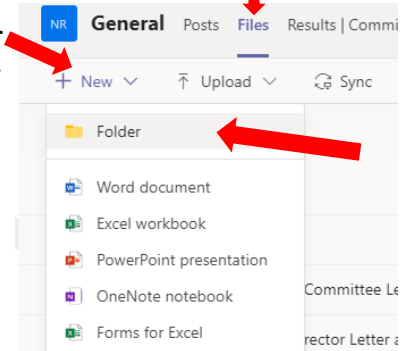 NR General Posts Files Results | Commi
New Upload Sync
Folder
Word document
Excel workbook
PowerPoint presentation
OneNote notebook
Committee Le
Forms for Excel
rector Letter a